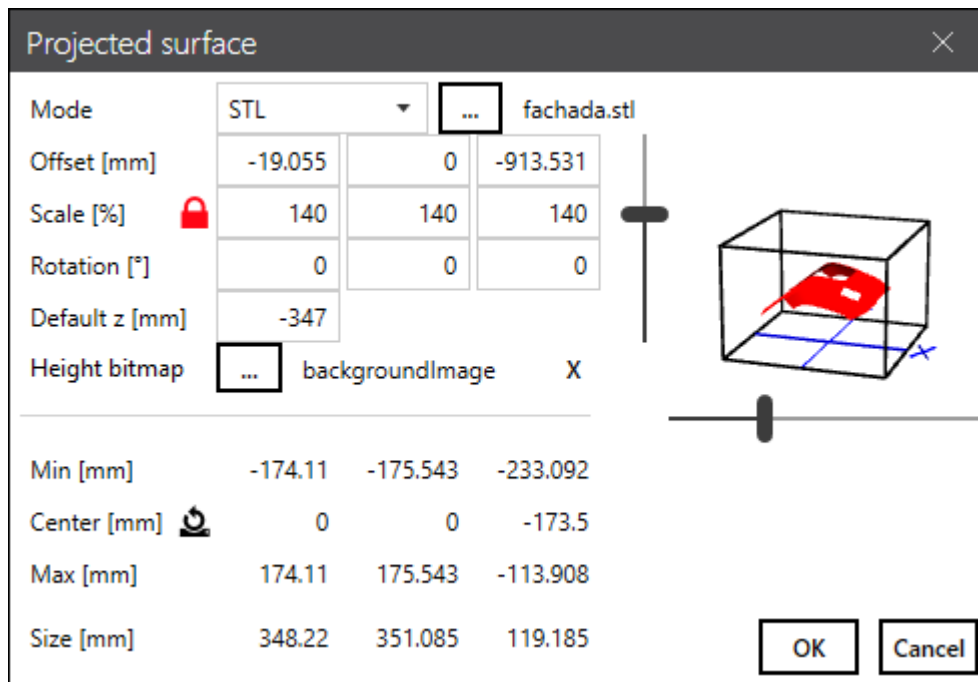 Projected surface
Mode STL ... fachada.stl
Offset [mm] -19.055 0 -913.531
Scale [%] 140 140 140
Rotation [°] 0 0 0
Default z [mm] -347
Height bitmap ... backgroundImage X
Min [mm] -174.11 -175.543 -233.092
Center [mm] 0 0 -173.5
Max [mm] 174.11 175.543 -113.908
Size [mm] 348.22 351.085 119.185
OK Cancel